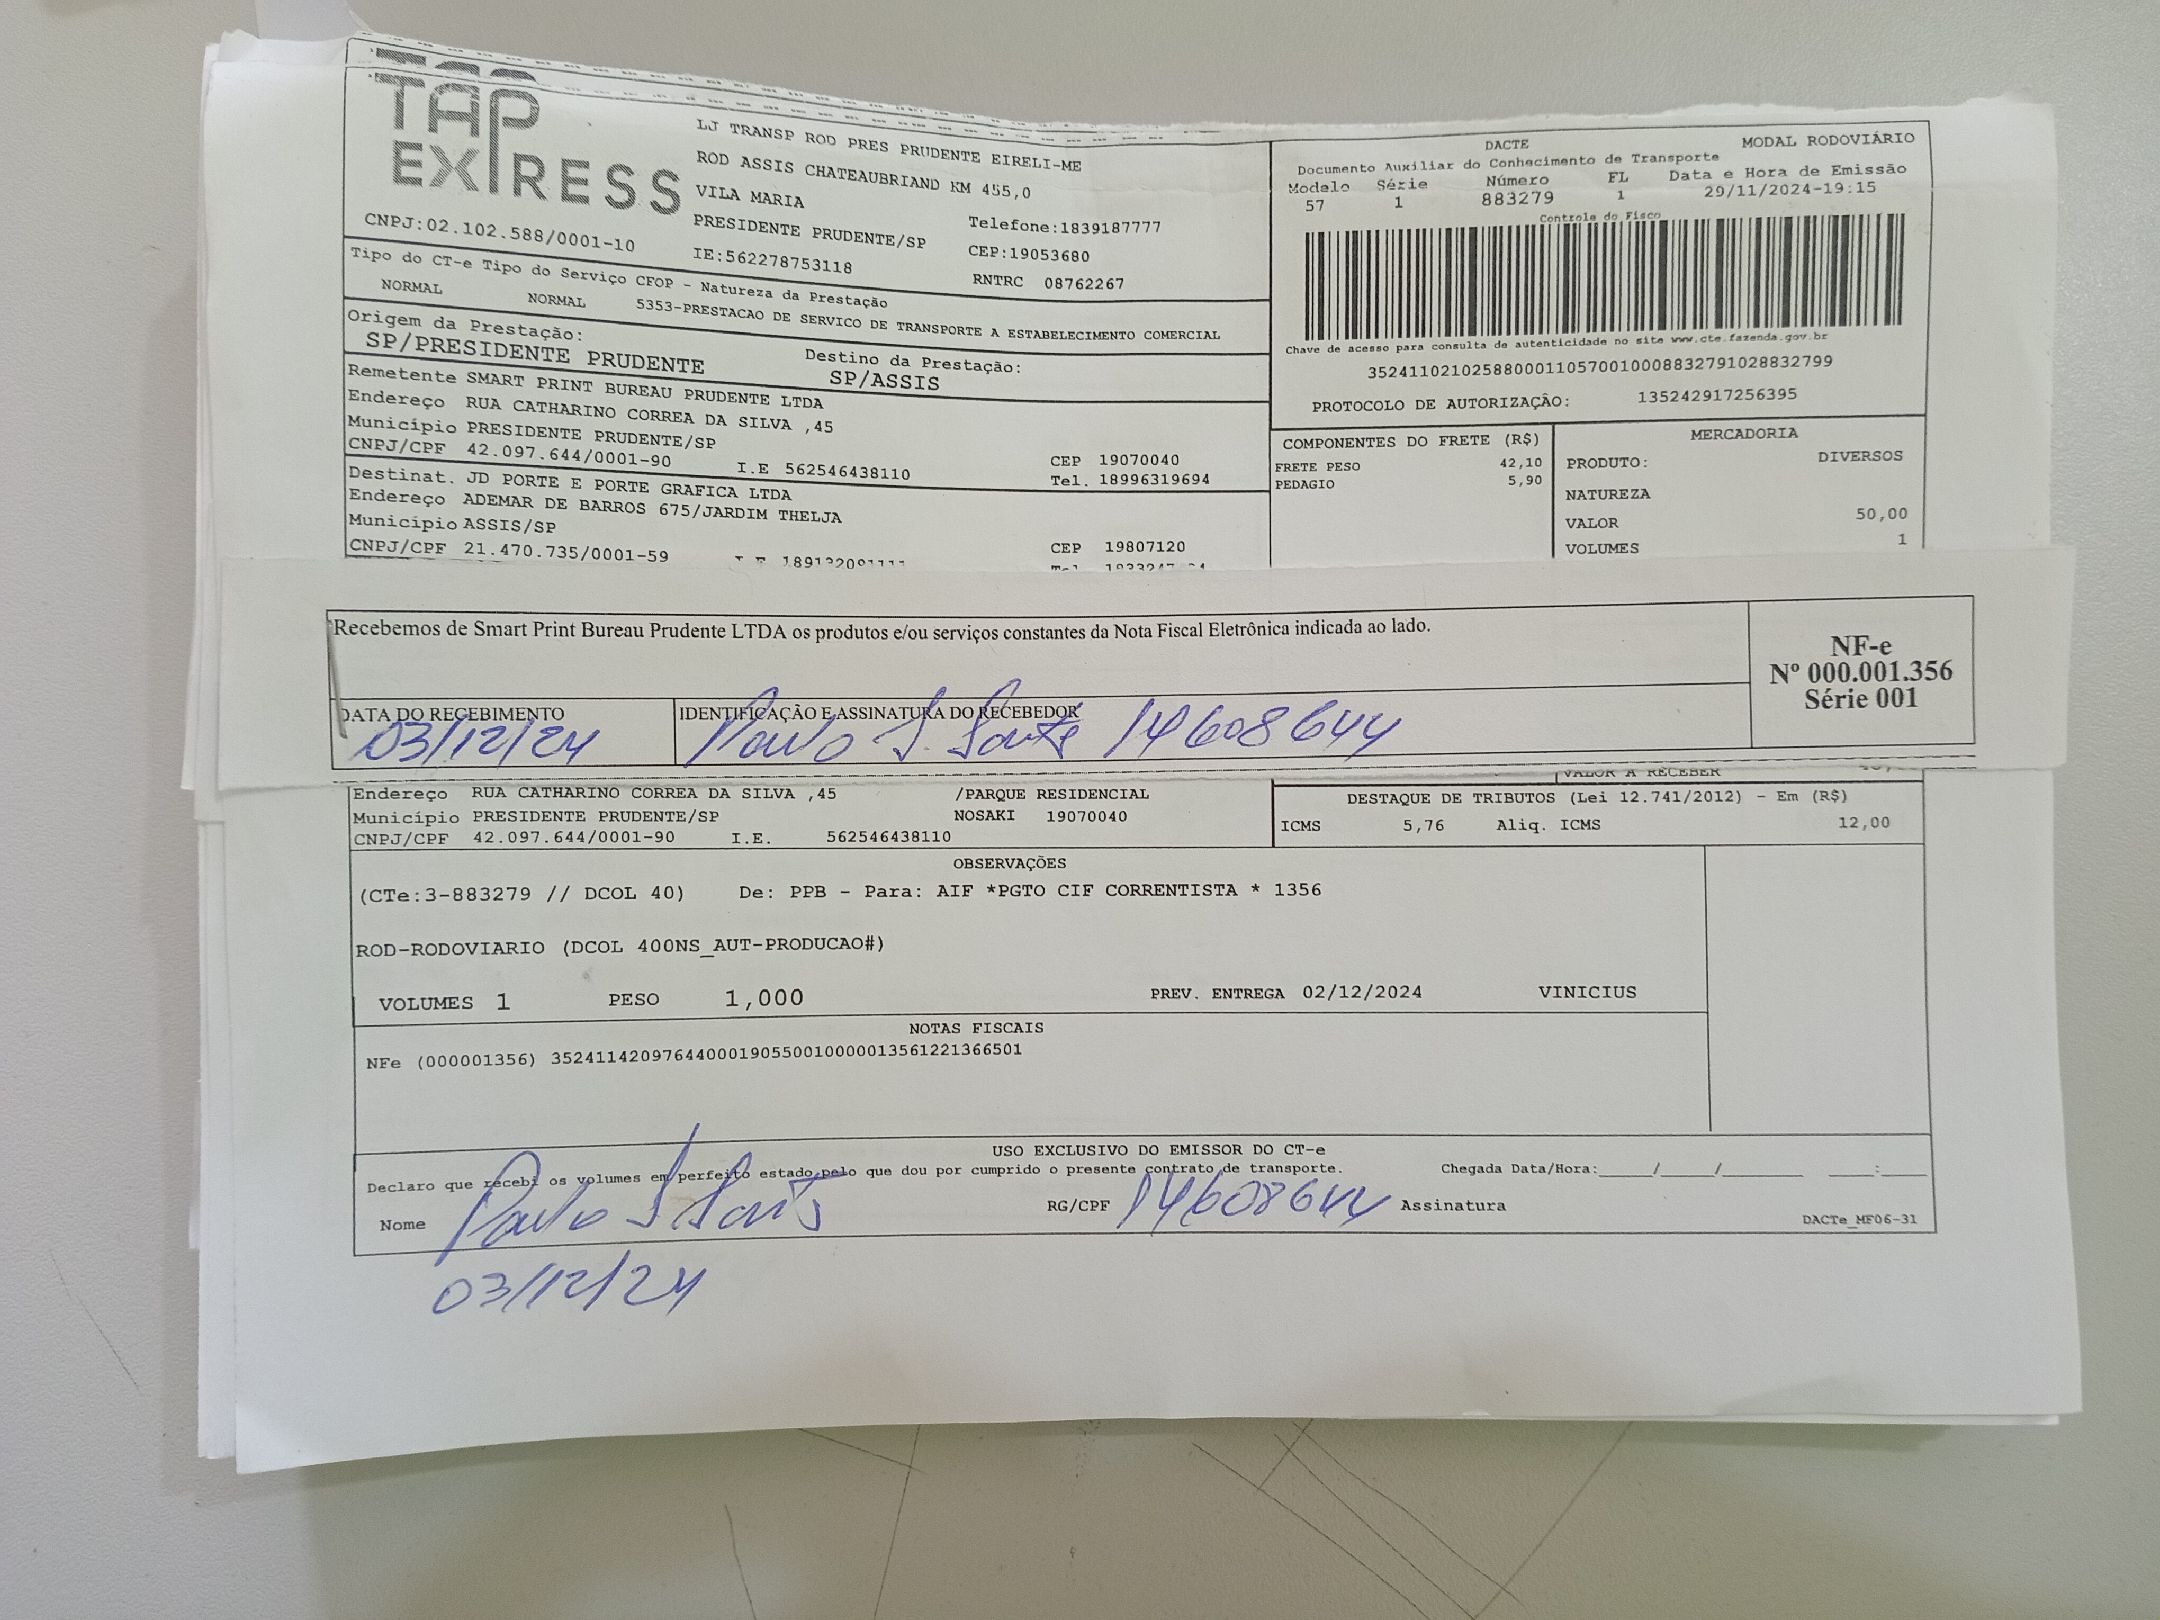 TAP
EXPRESS
LJ TRANSP ROD PRES PRUDENTE EIRELI-ME
ROD ASSIS CHATEAUBRIAND KM 455,0
VILA MARIA
PRESIDENTE PRUDENTE/SP Telefone:1839187777
CNPJ:02.102.588/0001-10 IE:562278753118 CEP:19053680
RNTRC 08762267
DACTE MODAL RODOVIÁRIO
Documento Auxiliar do Conhecimento de Transporte
Modelo Série Número FL Data e Hora de Emissão
57 1 883279 1 29/11/2024-19:15
Controle do Fisco
Chave de acesso para consulta de autenticidade no site www.cte.fazenda.gov.br
35241102102588000110570010008832791028832799
PROTOCOLO DE AUTORIZAÇÃO: 135242917256395
Tipo do CT-e Tipo do Serviço CFOP - Natureza da Prestação
NORMAL NORMAL 5353-PRESTACAO DE SERVICO DE TRANSPORTE A ESTABELECIMENTO COMERCIAL
Origem da Prestação: Destino da Prestação:
SP/PRESIDENTE PRUDENTE SP/ASSIS
Remetente SMART PRINT BUREAU PRUDENTE LTDA
Endereço RUA CATHARINO CORREA DA SILVA ,45
Município PRESIDENTE PRUDENTE/SP CEP 19070040
CNPJ/CPF 42.097.644/0001-90 I.E 562546438110 Tel. 18996319694
Destinat. JD PORTE E PORTE GRAFICA LTDA
Endereço ADEMAR DE BARROS 675/JARDIM THELJA
Município ASSIS/SP CEP 19807120
CNPJ/CPF 21.470.735/0001-59
COMPONENTES DO FRETE (R$)
FRETE PESO 42,10
PEDAGIO 5,90
MERCADORIA
PRODUTO: DIVERSOS
NATUREZA
VALOR 50,00
VOLUMES 1
Recebemos de Smart Print Bureau Prudente LTDA os produtos e/ou serviços constantes da Nota Fiscal Eletrônica indicada ao lado.
NF-e
Nº 000.001.356
Série 001
DATA DO RECEBIMENTO IDENTIFICAÇÃO E ASSINATURA DO RECEBEDOR
03/12/24 Paulo S. 14608644
VALOR A RECEBER
Endereço RUA CATHARINO CORREA DA SILVA ,45 /PARQUE RESIDENCIAL
Município PRESIDENTE PRUDENTE/SP NOSAKI 19070040
CNPJ/CPF 42.097.644/0001-90 I.E. 562546438110
DESTAQUE DE TRIBUTOS (Lei 12.741/2012) - Em (R$)
ICMS 5,76 Aliq. ICMS 12,00
OBSERVAÇÕES
(CTe:3-883279 // DCOL 40) De: PPB - Para: AIF *PGTO CIF CORRENTISTA * 1356
ROD-RODOVIARIO (DCOL 400NS_AUT-PRODUCAO#)
VOLUMES 1 PESO 1,000 PREV. ENTREGA 02/12/2024 VINICIUS
NOTAS FISCAIS
NFe (000001356) 35241142097644000190550010000013561221366501
USO EXCLUSIVO DO EMISSOR DO CT-e
Declaro que recebi os volumes em perfeito estado pelo que dou por cumprido o presente contrato de transporte. Chegada Data/Hora:_____/_____/_______ ____:____
Nome Paulo S RG/CPF 14608644 Assinatura
DACTe_MF06-31
03/12/24